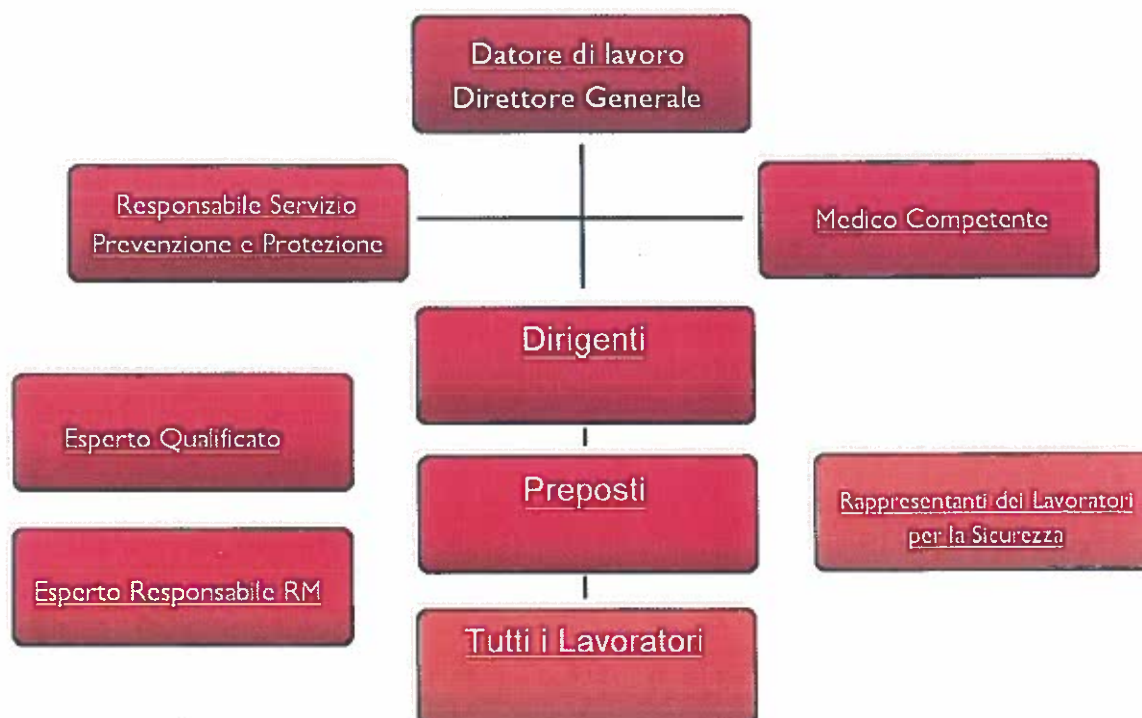 Datore di lavoro
Direttore Generale
Responsabile Servizio
Prevenzione e Protezione
Medico Competente
Dirigenti
Esperto Qualificato
Preposti
Rappresentanti dei Lavoratori
per la Sicurezza
Esperto Responsabile RM
Tutti i Lavoratori